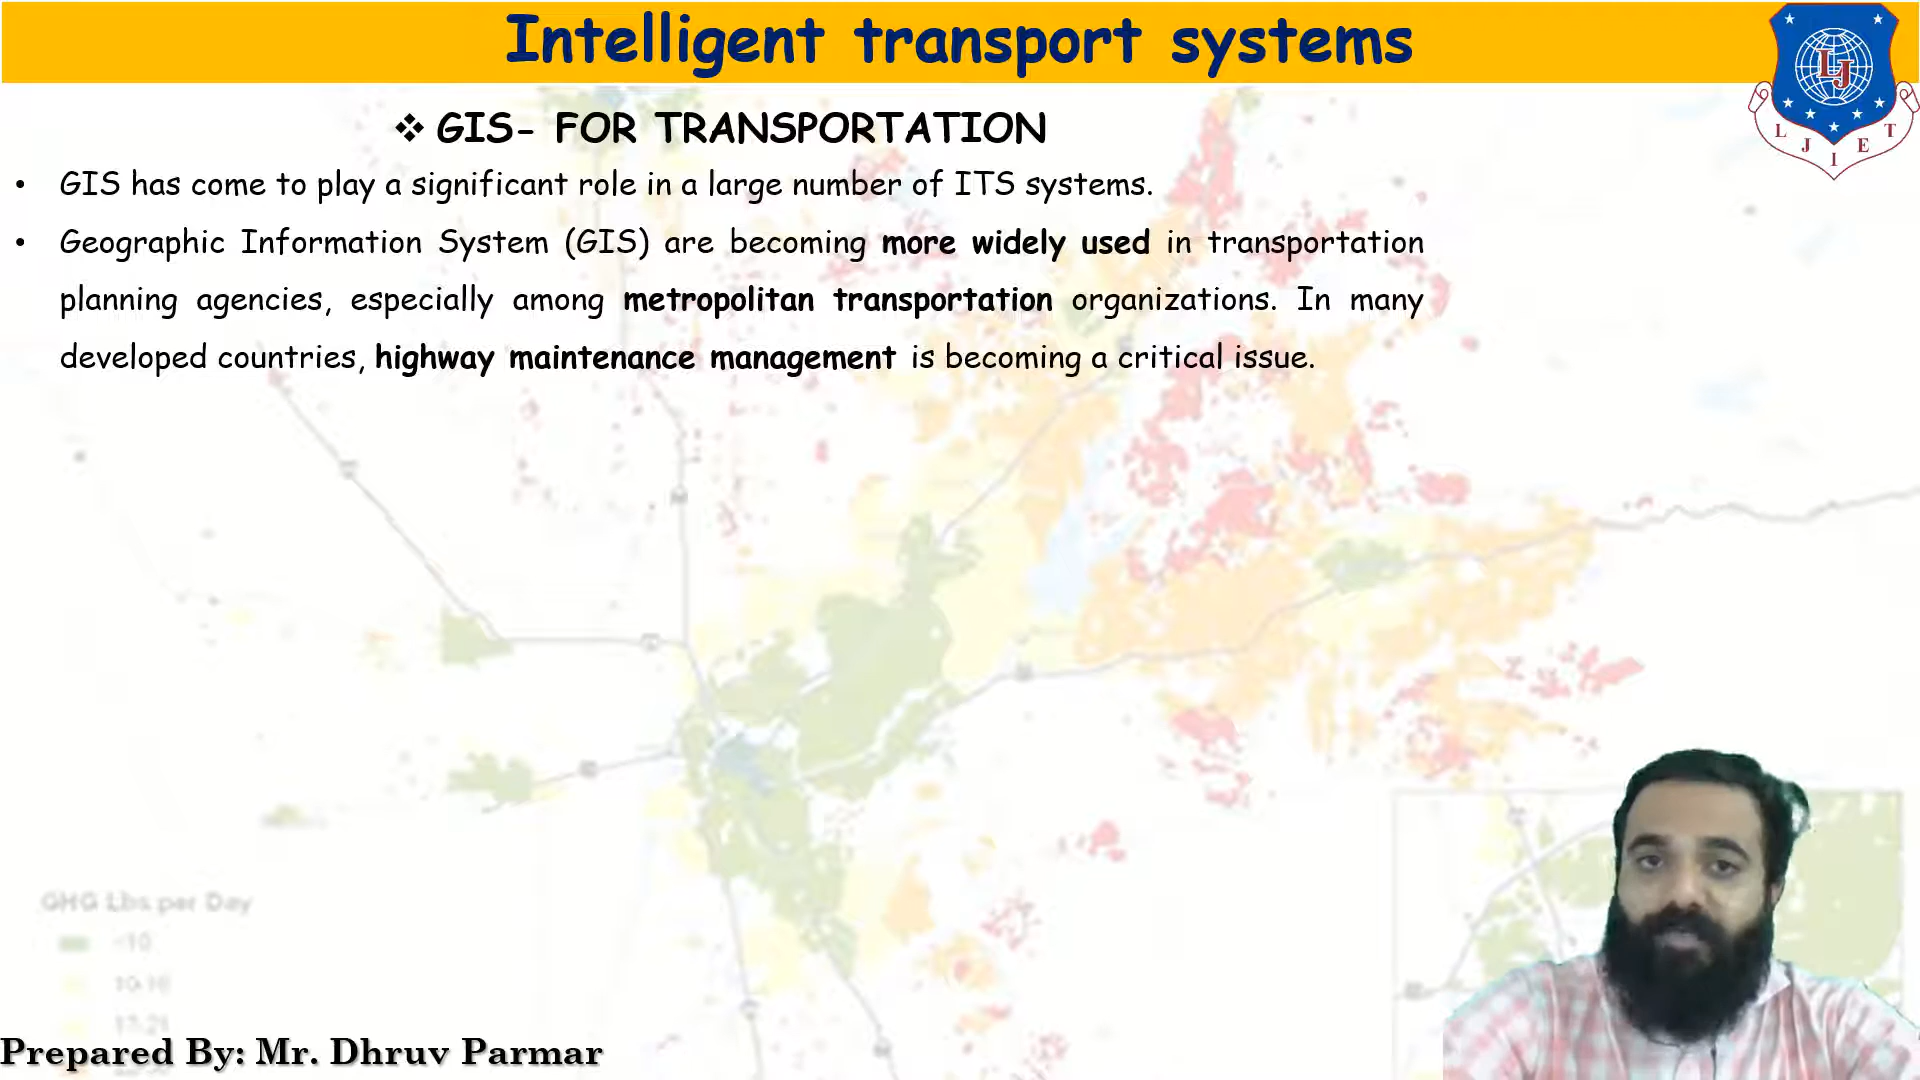 Intelligent transport systems
❖ GIS- FOR TRANSPORTATION
• GIS has come to play a significant role in a large number of ITS systems.
• Geographic Information System (GIS) are becoming more widely used in transportation
planning agencies, especially among metropolitan transportation organizations. In many
developed countries, highway maintenance management is becoming a critical issue.
LJ
L J I E T
GHG Lbs per Day
<10
Prepared By: Mr. Dhruv Parmar